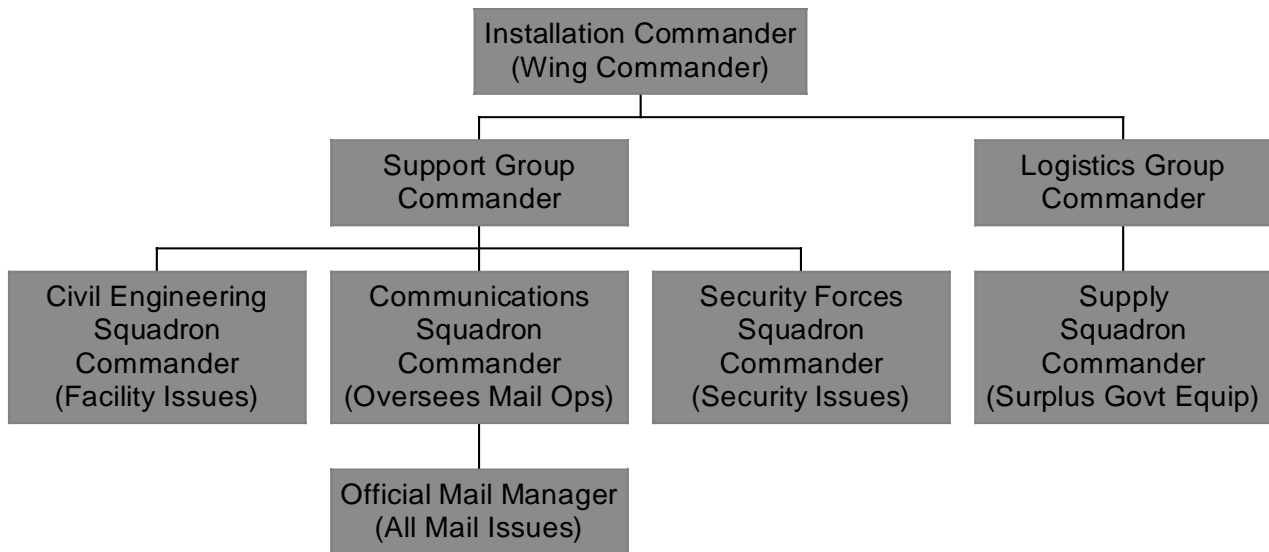 Installation Commander
(Wing Commander)
Support Group
Commander
Logistics Group
Commander
Civil Engineering
Squadron
Commander
(Facility Issues)
Communications
Squadron
Commander
(Oversees Mail Ops)
Security Forces
Squadron
Commander
(Security Issues)
Supply
Squadron
Commander
(Surplus Govt Equip)
Official Mail Manager
(All Mail Issues)